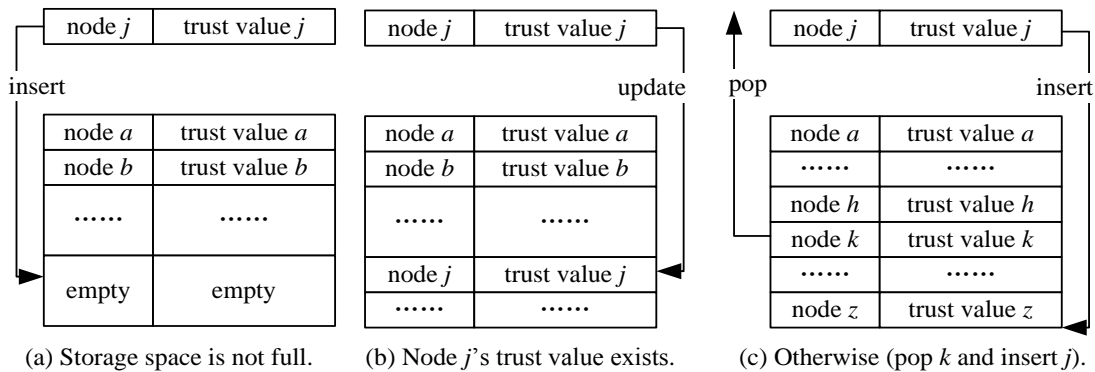 node j trust value j
insert
node a trust value a
node b trust value b
...... ......
empty empty
(a) Storage space is not full.
node j trust value j
update
node a trust value a
node b trust value b
...... ......
node j trust value j
...... ......
(b) Node j's trust value exists.
node j trust value j
pop insert
node a trust value a
...... ......
node h trust value h
node k trust value k
...... ......
node z trust value z
(c) Otherwise (pop k and insert j).